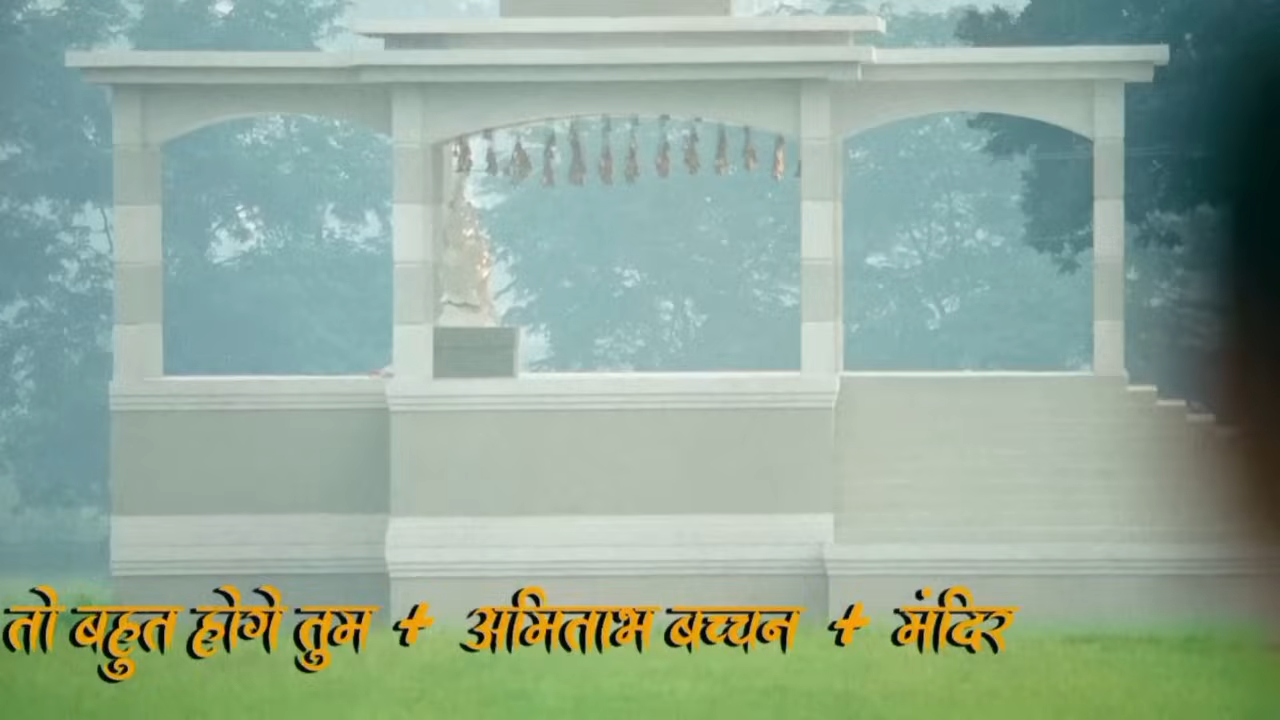 तो बहुत होगे तुम + अमिताभ बच्चन + मंदिर